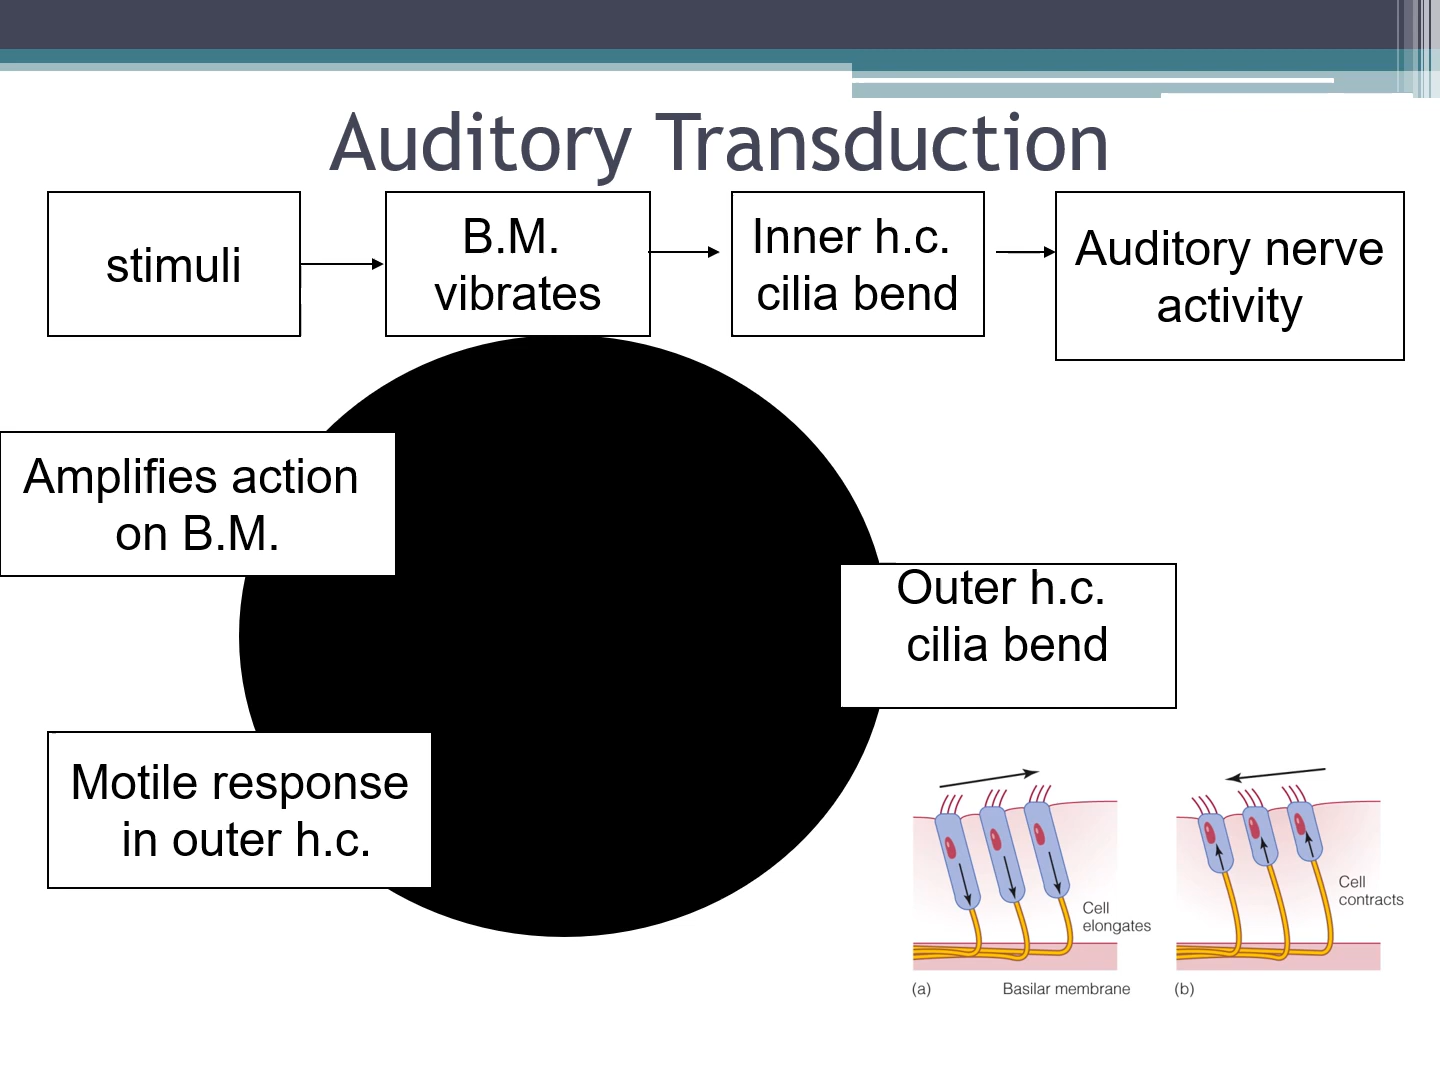 Auditory Transduction
stimuli
B.M.
vibrates
Inner h.c.
cilia bend
Auditory nerve
activity
Amplifies action
on B.M.
Outer h.c.
cilia bend
Motile response
in outer h.c.
Cell
elongates
Cell
contracts
(a)
Basilar membrane
(b)